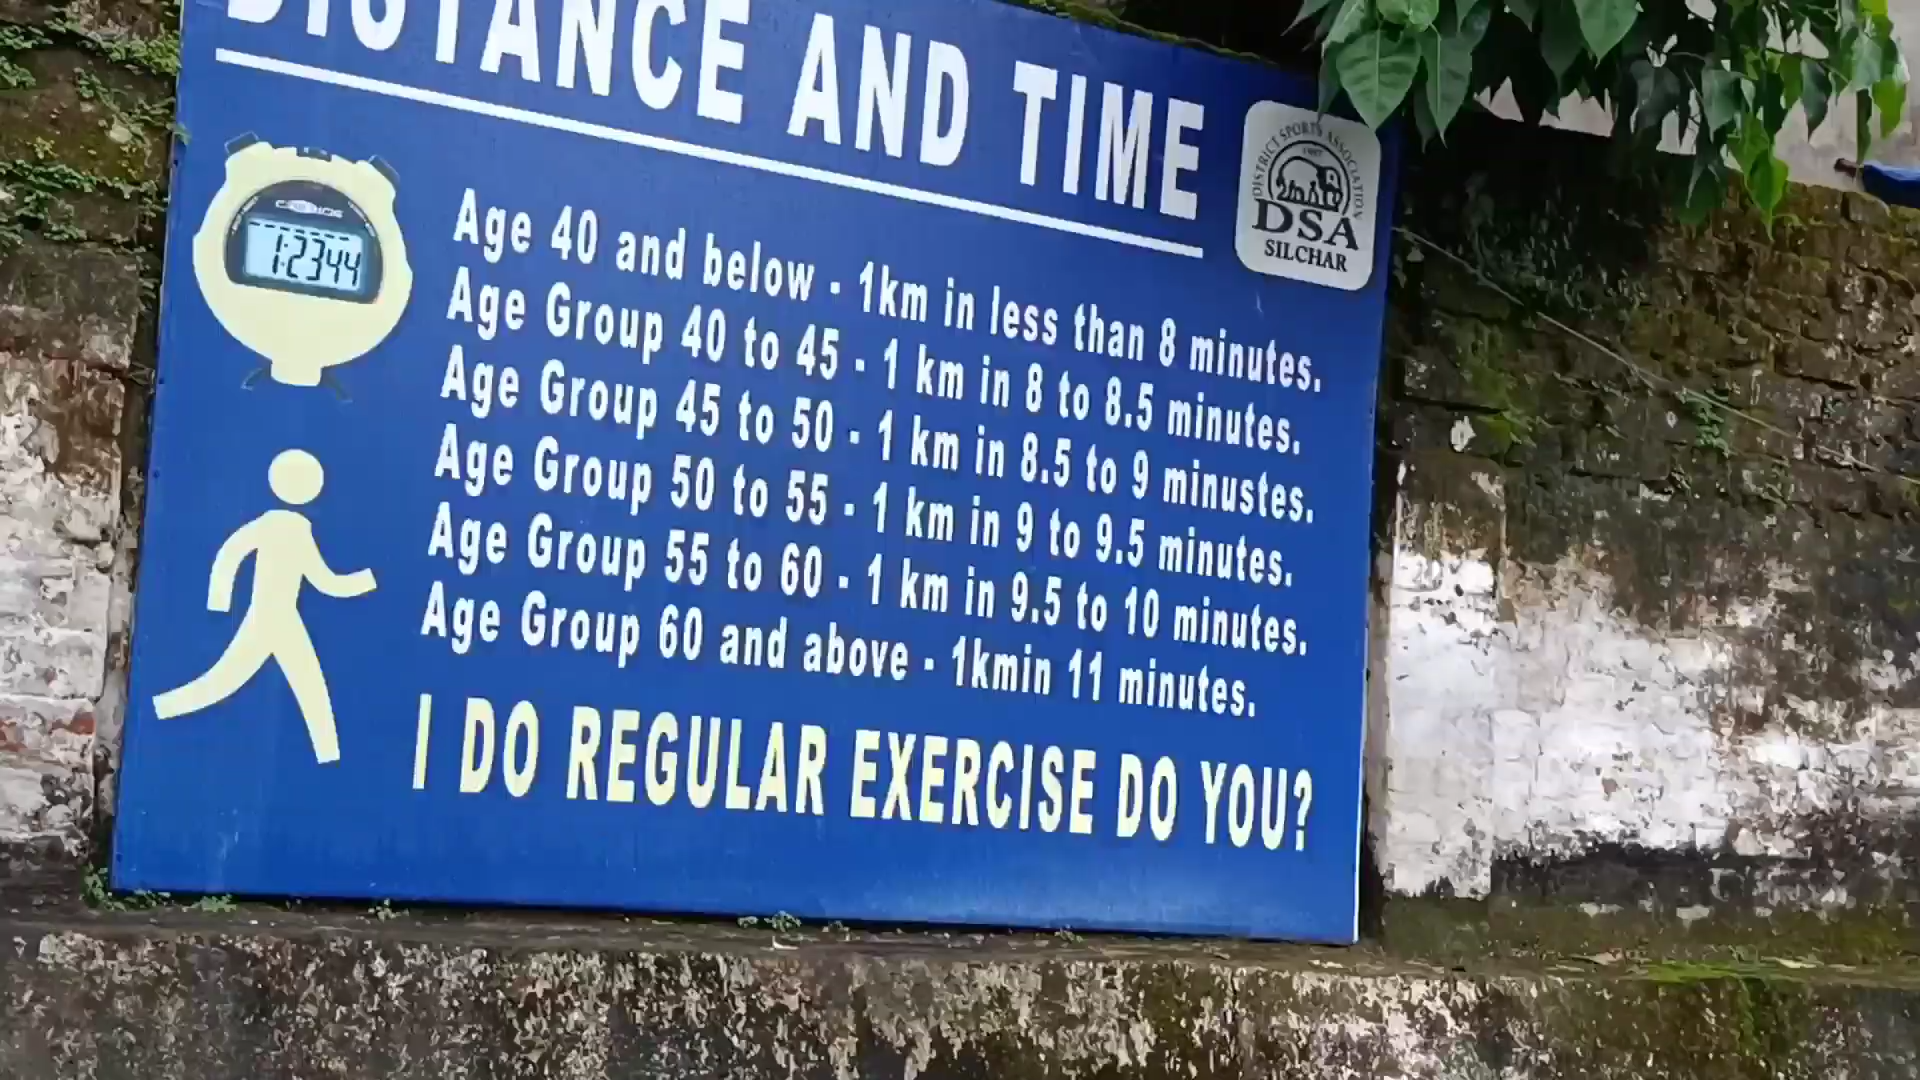 DISTANCE AND TIME
DISTRICT SPORTS ASSOCIATION
DSA
SILCHAR
1:2344
Age 40 and below - 1km in less than 8 minutes.
Age Group 40 to 45 - 1 km in 8 to 8.5 minutes.
Age Group 45 to 50 - 1 km in 8.5 to 9 minustes.
Age Group 50 to 55 - 1 km in 9 to 9.5 minutes.
Age Group 55 to 60 - 1 km in 9.5 to 10 minutes.
Age Group 60 and above - 1kmin 11 minutes.
I DO REGULAR EXERCISE DO YOU?